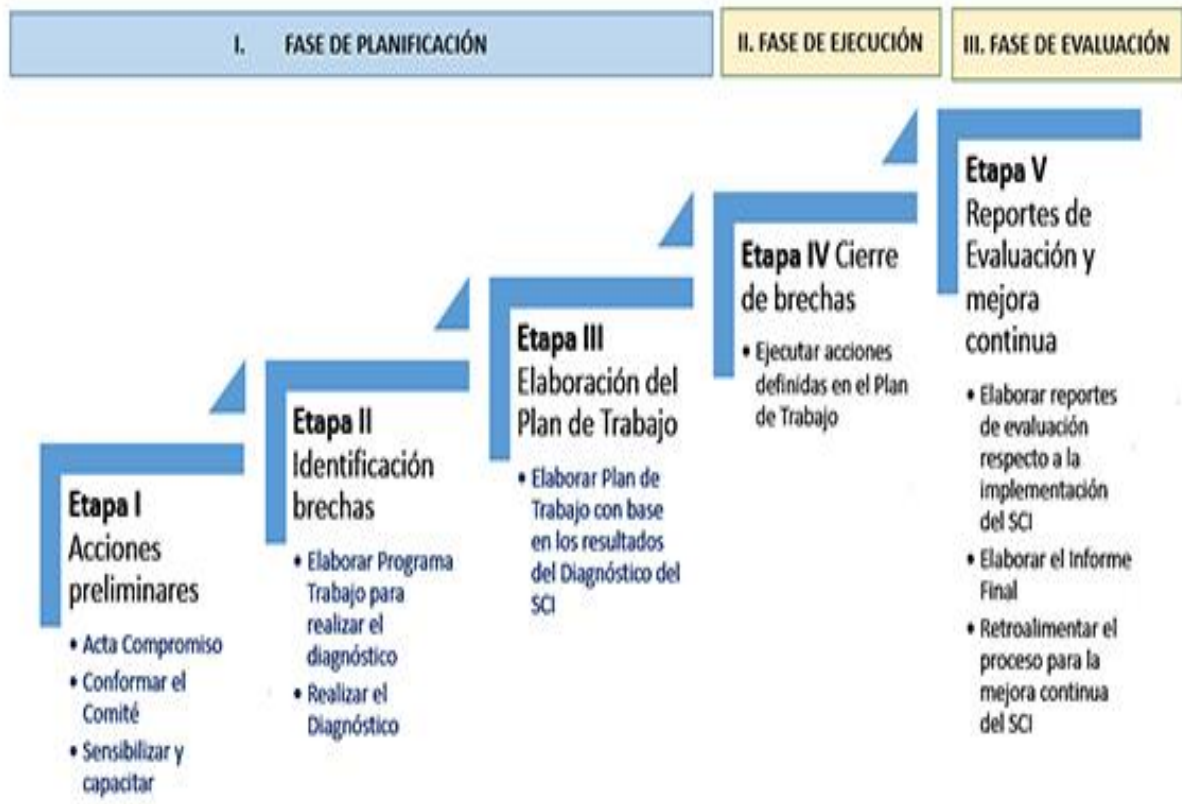 I. FASE DE PLANIFICACIÓN
II. FASE DE EJECUCIÓN
III. FASE DE EVALUACIÓN
Etapa I
Acciones
preliminares
• Acta Compromiso
• Conformar el
Comité
• Sensibilizar y
capacitar
Etapa II
Identificación
brechas
• Elaborar Programa
Trabajo para
realizar el
diagnóstico
• Realizar el
Diagnóstico
Etapa III
Elaboración del
Plan de Trabajo
• Elaborar Plan de
Trabajo con base
en los resultados
del Diagnóstico del
SCI
Etapa IV Cierre
de brechas
• Ejecutar acciones
definidas en el Plan
de Trabajo
Etapa V
Reportes de
Evaluación y
mejora
continua
• Elaborar reportes
de evaluación
respecto a la
implementación
del SCI
• Elaborar el Informe
Final
• Retroalimentar el
proceso para la
mejora continua
del SCI